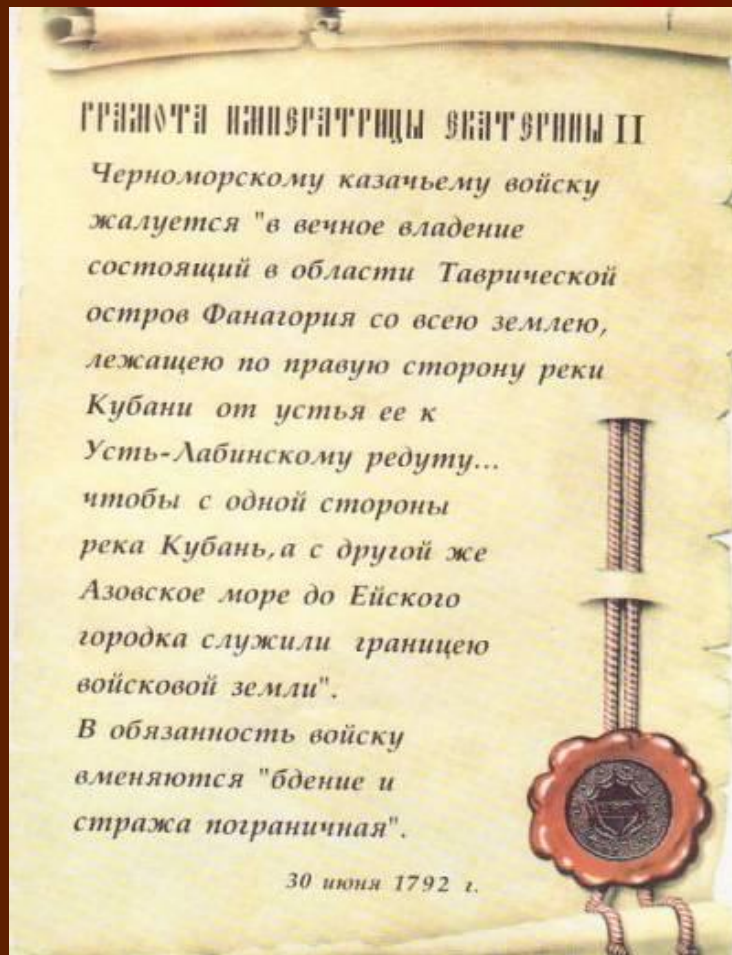 ГРАМОТА ИМПЕРАТРИЦЫ ЕКАТЕРИНЫ II
Черноморскому казачьему войску
жалуется "в вечное владение
состоящий в области Таврической
остров Фанагория со всею землею,
лежащею по правую сторону реки
Кубани от устья ее к
Усть-Лабинскому редуту...
чтобы с одной стороны
река Кубань, а с другой же
Азовское море до Ейского
городка служили границею
войсковой земли".
В обязанность войску
вменяются "бдение и
стража пограничная".
30 июня 1792 г.